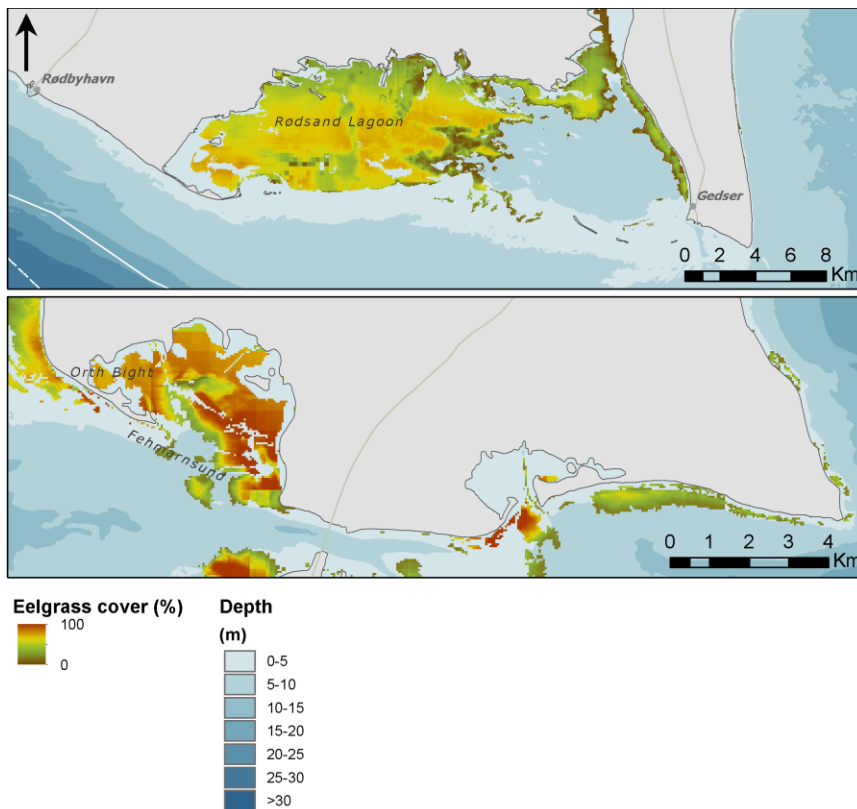 Rødbyhavn
Rødsand Lagoon
Gedser
0 2 4 6 8
Km
Orth Bight
Fehmarnsund
0 1 2 3 4
Km
Eelgrass cover (%)
100
0
Depth
(m)
0-5
5-10
10-15
15-20
20-25
25-30
>30